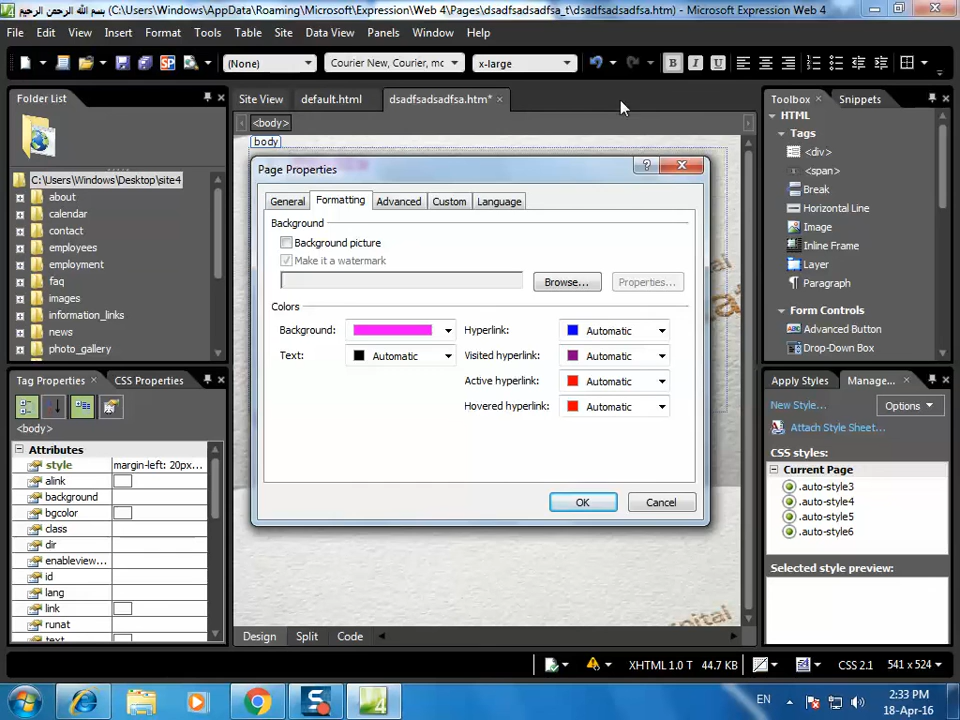 بسم الله الرحمن الرحيم (C:\Users\Windows\AppData\Roaming\Microsoft\Expression\Web 4\Pages\dsadfsadsadfsa_t\dsadfsadsadfsa.htm) - Microsoft Expression Web 4
File Edit View Insert Format Tools Table Site Data View Panels Window Help
(None) Courier New, Courier, mc x-large B I U
Folder List Site View default.html dsadfsadsadfsa.htm* Toolbox Snippets
<body>
body
C:\Users\Windows\Desktop\site4
about
calendar
contact
employees
employment
faq
images
information_links
news
photo_gallery
Page Properties
General Formatting Advanced Custom Language
Background
Background picture
Make it a watermark
Browse... Properties...
Colors
Background: Hyperlink: Automatic
Text: Automatic Visited hyperlink: Automatic
Active hyperlink: Automatic
Hovered hyperlink: Automatic
OK Cancel
HTML
Tags
<div>
<span>
Break
Horizontal Line
Image
Inline Frame
Layer
Paragraph
Form Controls
Advanced Button
Drop-Down Box
Tag Properties CSS Properties
<body>
Attributes
style margin-left: 20px...
alink
background
bgcolor
class
dir
enableview...
id
lang
link
runat
text
Apply Styles Manage...
New Style... Options
Attach Style Sheet...
CSS styles:
Current Page
.auto-style3
.auto-style4
.auto-style5
.auto-style6
Selected style preview:
Design Split Code
XHTML 1.0 T 44.7 KB CSS 2.1 541 x 524
EN 2:33 PM
18-Apr-16